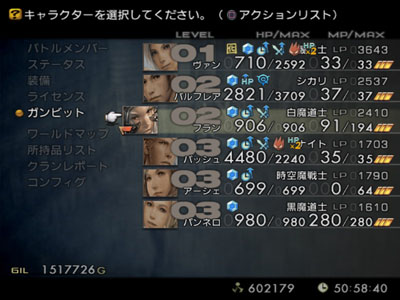 キャラクターを選択してください。(アクションリスト)
LEVEL HP/MAX MP/MAX
バトルメンバー
ステータス
装備
ライセンス
ガンビット
ワールドマップ
所持品リスト
クランレポート
コンフィグ
01 ヴァン 710/2592 33/33 LP 3643
02 バルフレア シカリ 2821/3709 13/37 LP 2537
02 フラン 白魔道士 906/906 91/194 LP 2410
03 バッシュ ナイト 4480/2240 35/35 LP 1703
03 アーシェ 時空魔戦士 699/699 0/64 LP 1790
03 パンネロ 黒魔道士 980/980 280/280 LP 1610
GIL 1517726G
602179 50:58:40